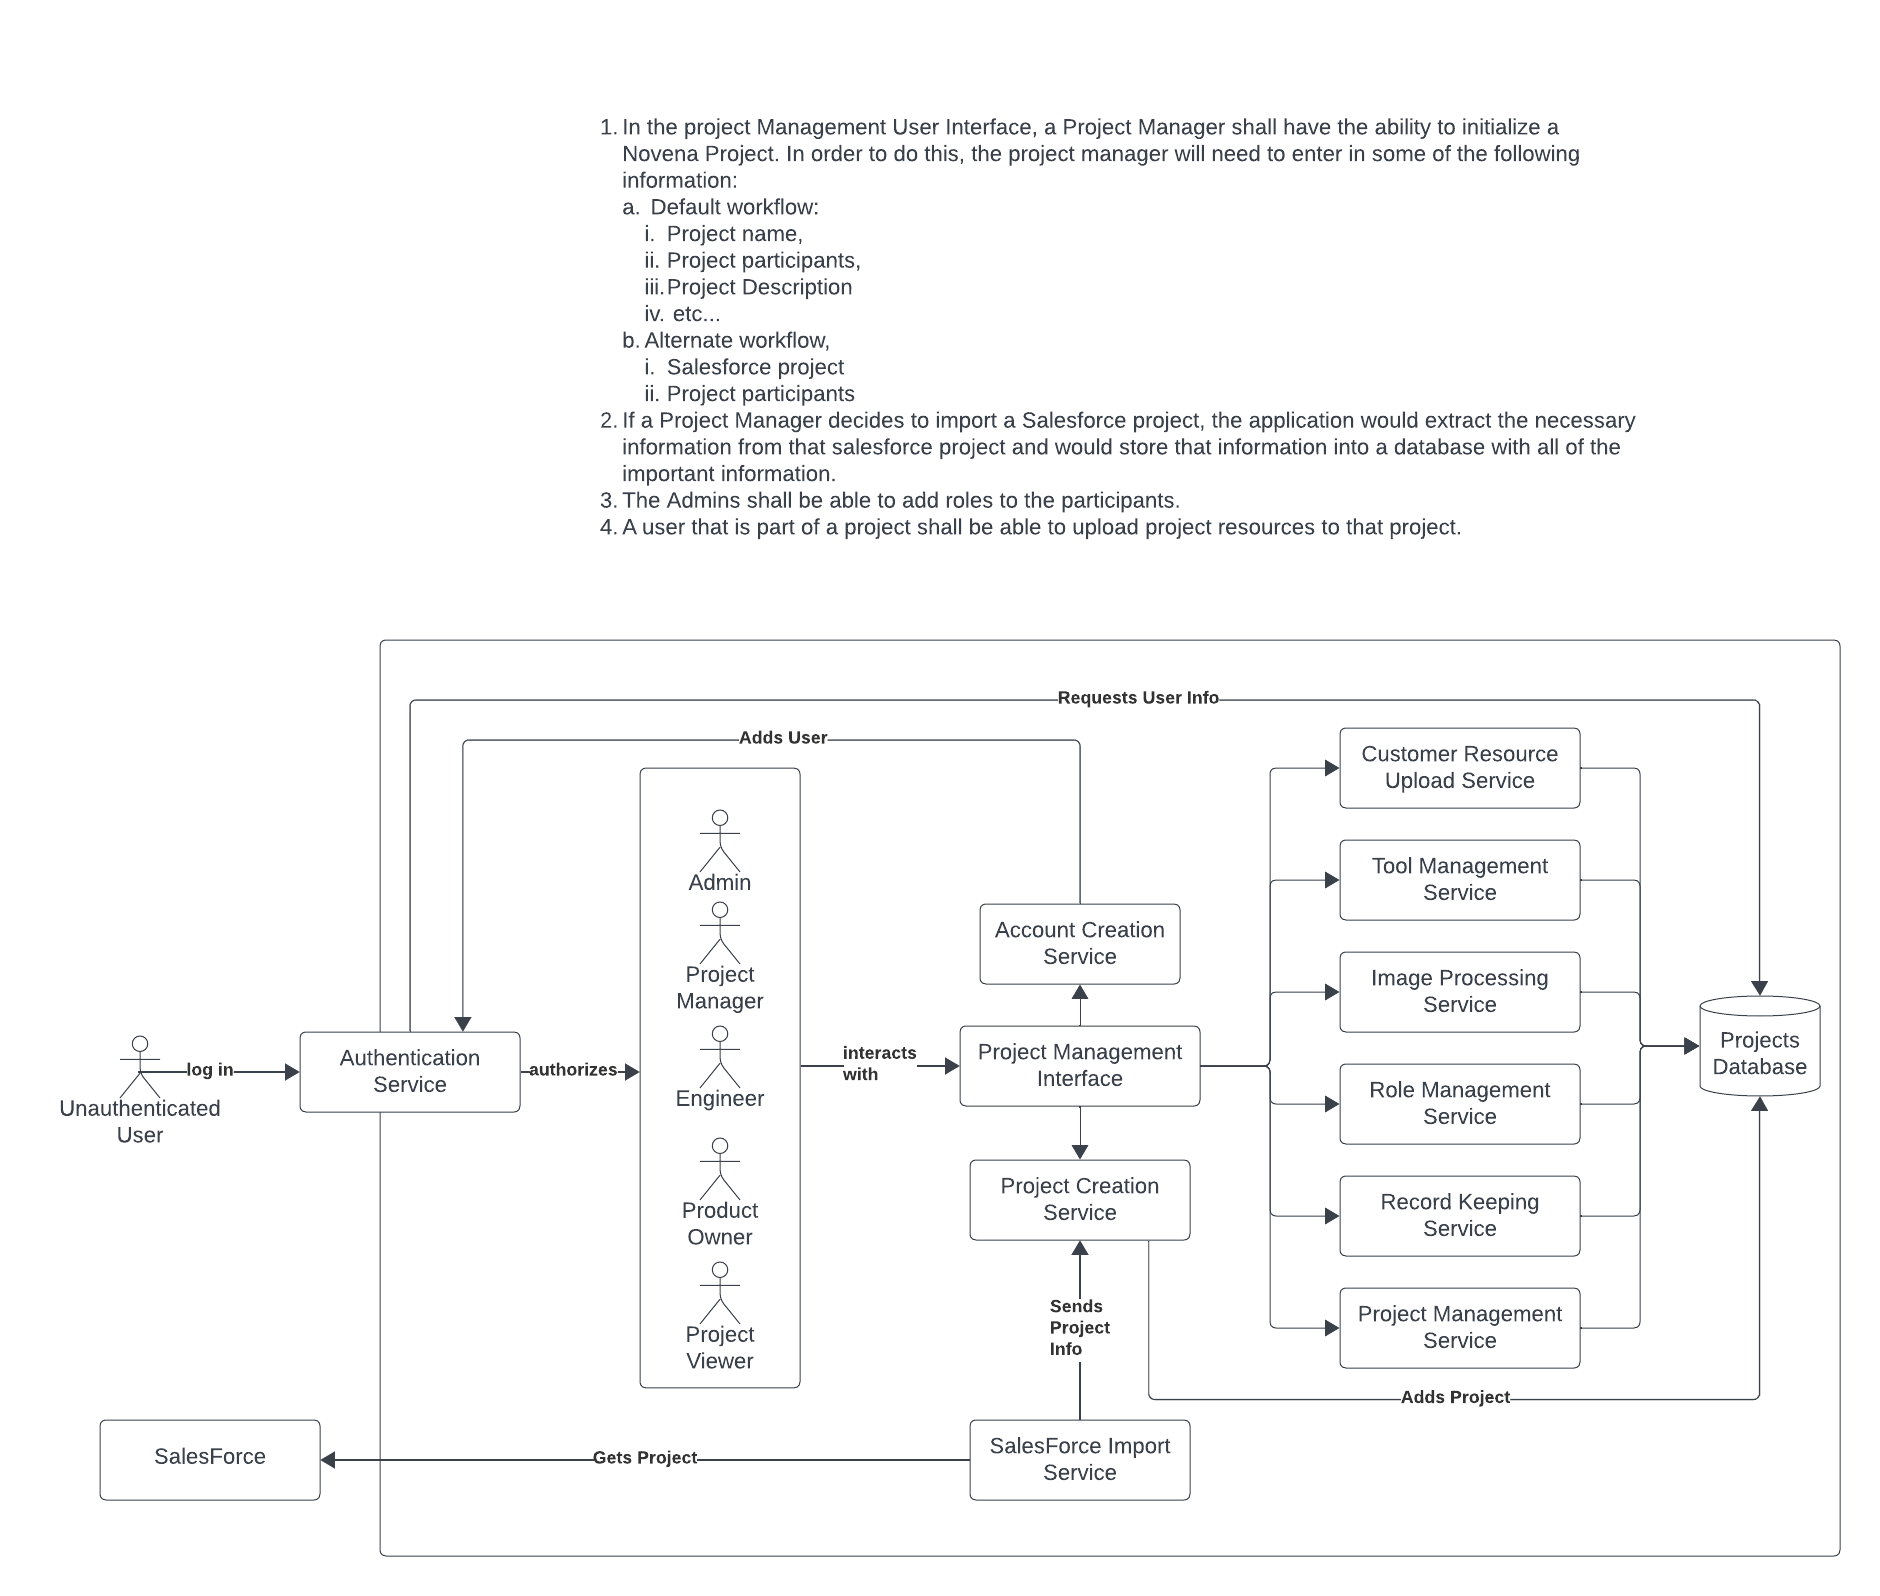 1. In the project Management User Interface, a Project Manager shall have the ability to initialize a
Novena Project. In order to do this, the project manager will need to enter in some of the following
information:
a. Default workflow:
i. Project name,
ii. Project participants,
iii. Project Description
iv. etc...
b. Alternate workflow,
i. Salesforce project
ii. Project participants
2. If a Project Manager decides to import a Salesforce project, the application would extract the necessary
information from that salesforce project and would store that information into a database with all of the
important information.
3. The Admins shall be able to add roles to the participants.
4. A user that is part of a project shall be able to upload project resources to that project.
Requests User Info
Adds User
Unauthenticated
User
log in
Authentication
Service
authorizes
Admin
Project
Manager
Engineer
Product
Owner
Project
Viewer
interacts
with
Account Creation
Service
Project Management
Interface
Project Creation
Service
Sends
Project
Info
SalesForce Import
Service
Gets Project
SalesForce
Customer Resource
Upload Service
Tool Management
Service
Image Processing
Service
Role Management
Service
Record Keeping
Service
Project Management
Service
Adds Project
Projects
Database